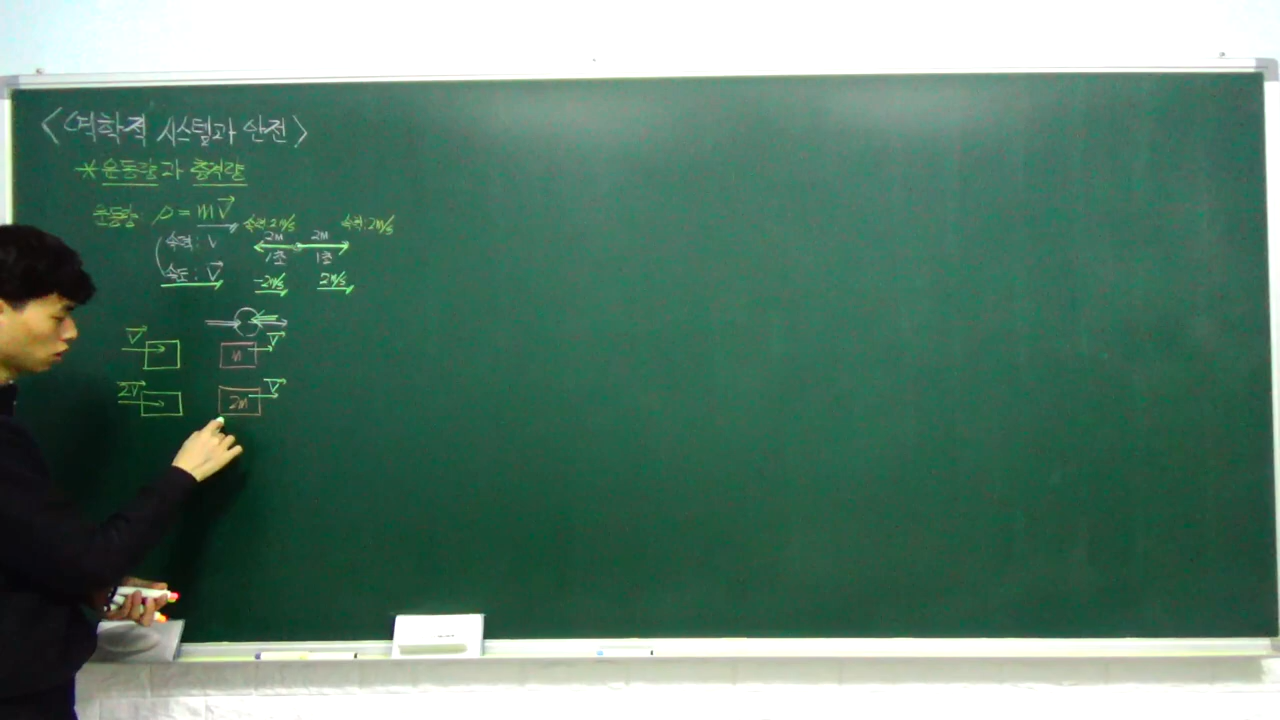 <역학적 시스템과 안전>
*운동량과 충격량
운동량: p = mv⃗
속력: 2m/s 속력: 2m/s
속력: v 2m 2m
1초 1초
속도: v⃗ -2m/s 2m/s
v⃗ m v⃗
2v⃗ 2m v⃗